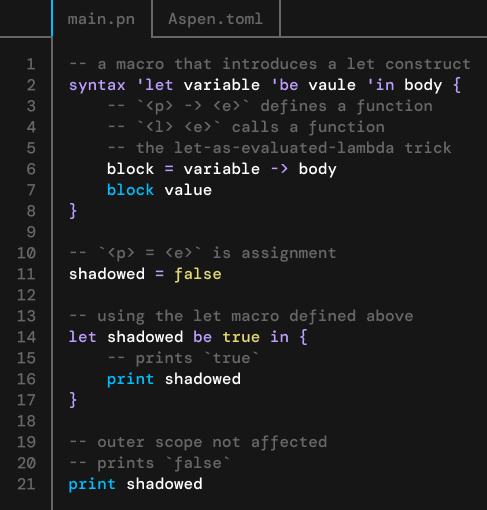 main.pn Aspen.toml
1 -- a macro that introduces a let construct
2 syntax 'let variable 'be vaule 'in body {
3     -- `<p> -> <e>` defines a function
4     -- `<l> <e>` calls a function
5     -- the let-as-evaluated-lambda trick
6     block = variable -> body
7     block value
8 }
9
10 -- `<p> = <e>` is assignment
11 shadowed = false
12
13 -- using the let macro defined above
14 let shadowed be true in {
15     -- prints `true`
16     print shadowed
17 }
18
19 -- outer scope not affected
20 -- prints `false`
21 print shadowed